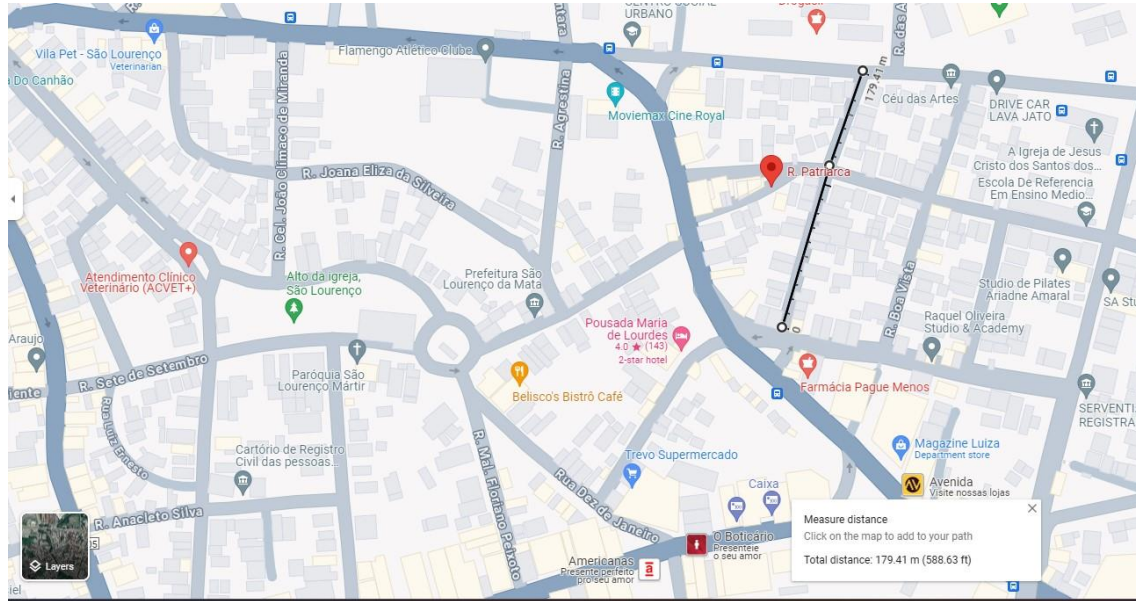 CENTRO SOCIAL
URBANO
Vila Pet - São Lourenço
Veterinarian
Flamengo Atlético Clube
R. das A
179.41 m
Do Canhão
R. Cel. João Clímaco de Miranda
R. Agrestina
Moviemax Cine Royal
Céu das Artes
DRIVE CAR
LAVA JATO
A Igreja de Jesus
Cristo dos Santos dos...
Escola De Referencia
Em Ensino Medio...
R. Joana Eliza da Silveira
R. Patriarca
Atendimento Clínico
Veterinário (ACVET+)
Alto da igreja,
São Lourenço
Prefeitura São
Lourenço da Mata
Studio de Pilates
Ariadne Amaral
SA Stu
R. Boa Vista
0
Raquel Oliveira
Studio & Academy
Pousada Maria
de Lourdes
4.0 ★ (143)
2-star hotel
Araujo
R. Sete de Setembro
iente
Paróquia São
Lourenço Mártir
Belisco's Bistrô Café
Farmácia Pague Menos
SERVENTI
REGISTRA
Rua Luiz Ernesto
Cartório de Registro
Civil das pessoas...
R. Mal. Floriano Peixoto
Trevo Supermercado
Magazine Luiza
Department store
Avenida
Visite nossas lojas
Caixa
Rua Dez de Janeiro
R. Anacleto Silva
O Boticário
Presenteie
o seu amor
Americanas
Presente perfeito
pro seu amor
Layers
Measure distance
Click on the map to add to your path
Total distance: 179.41 m (588.63 ft)